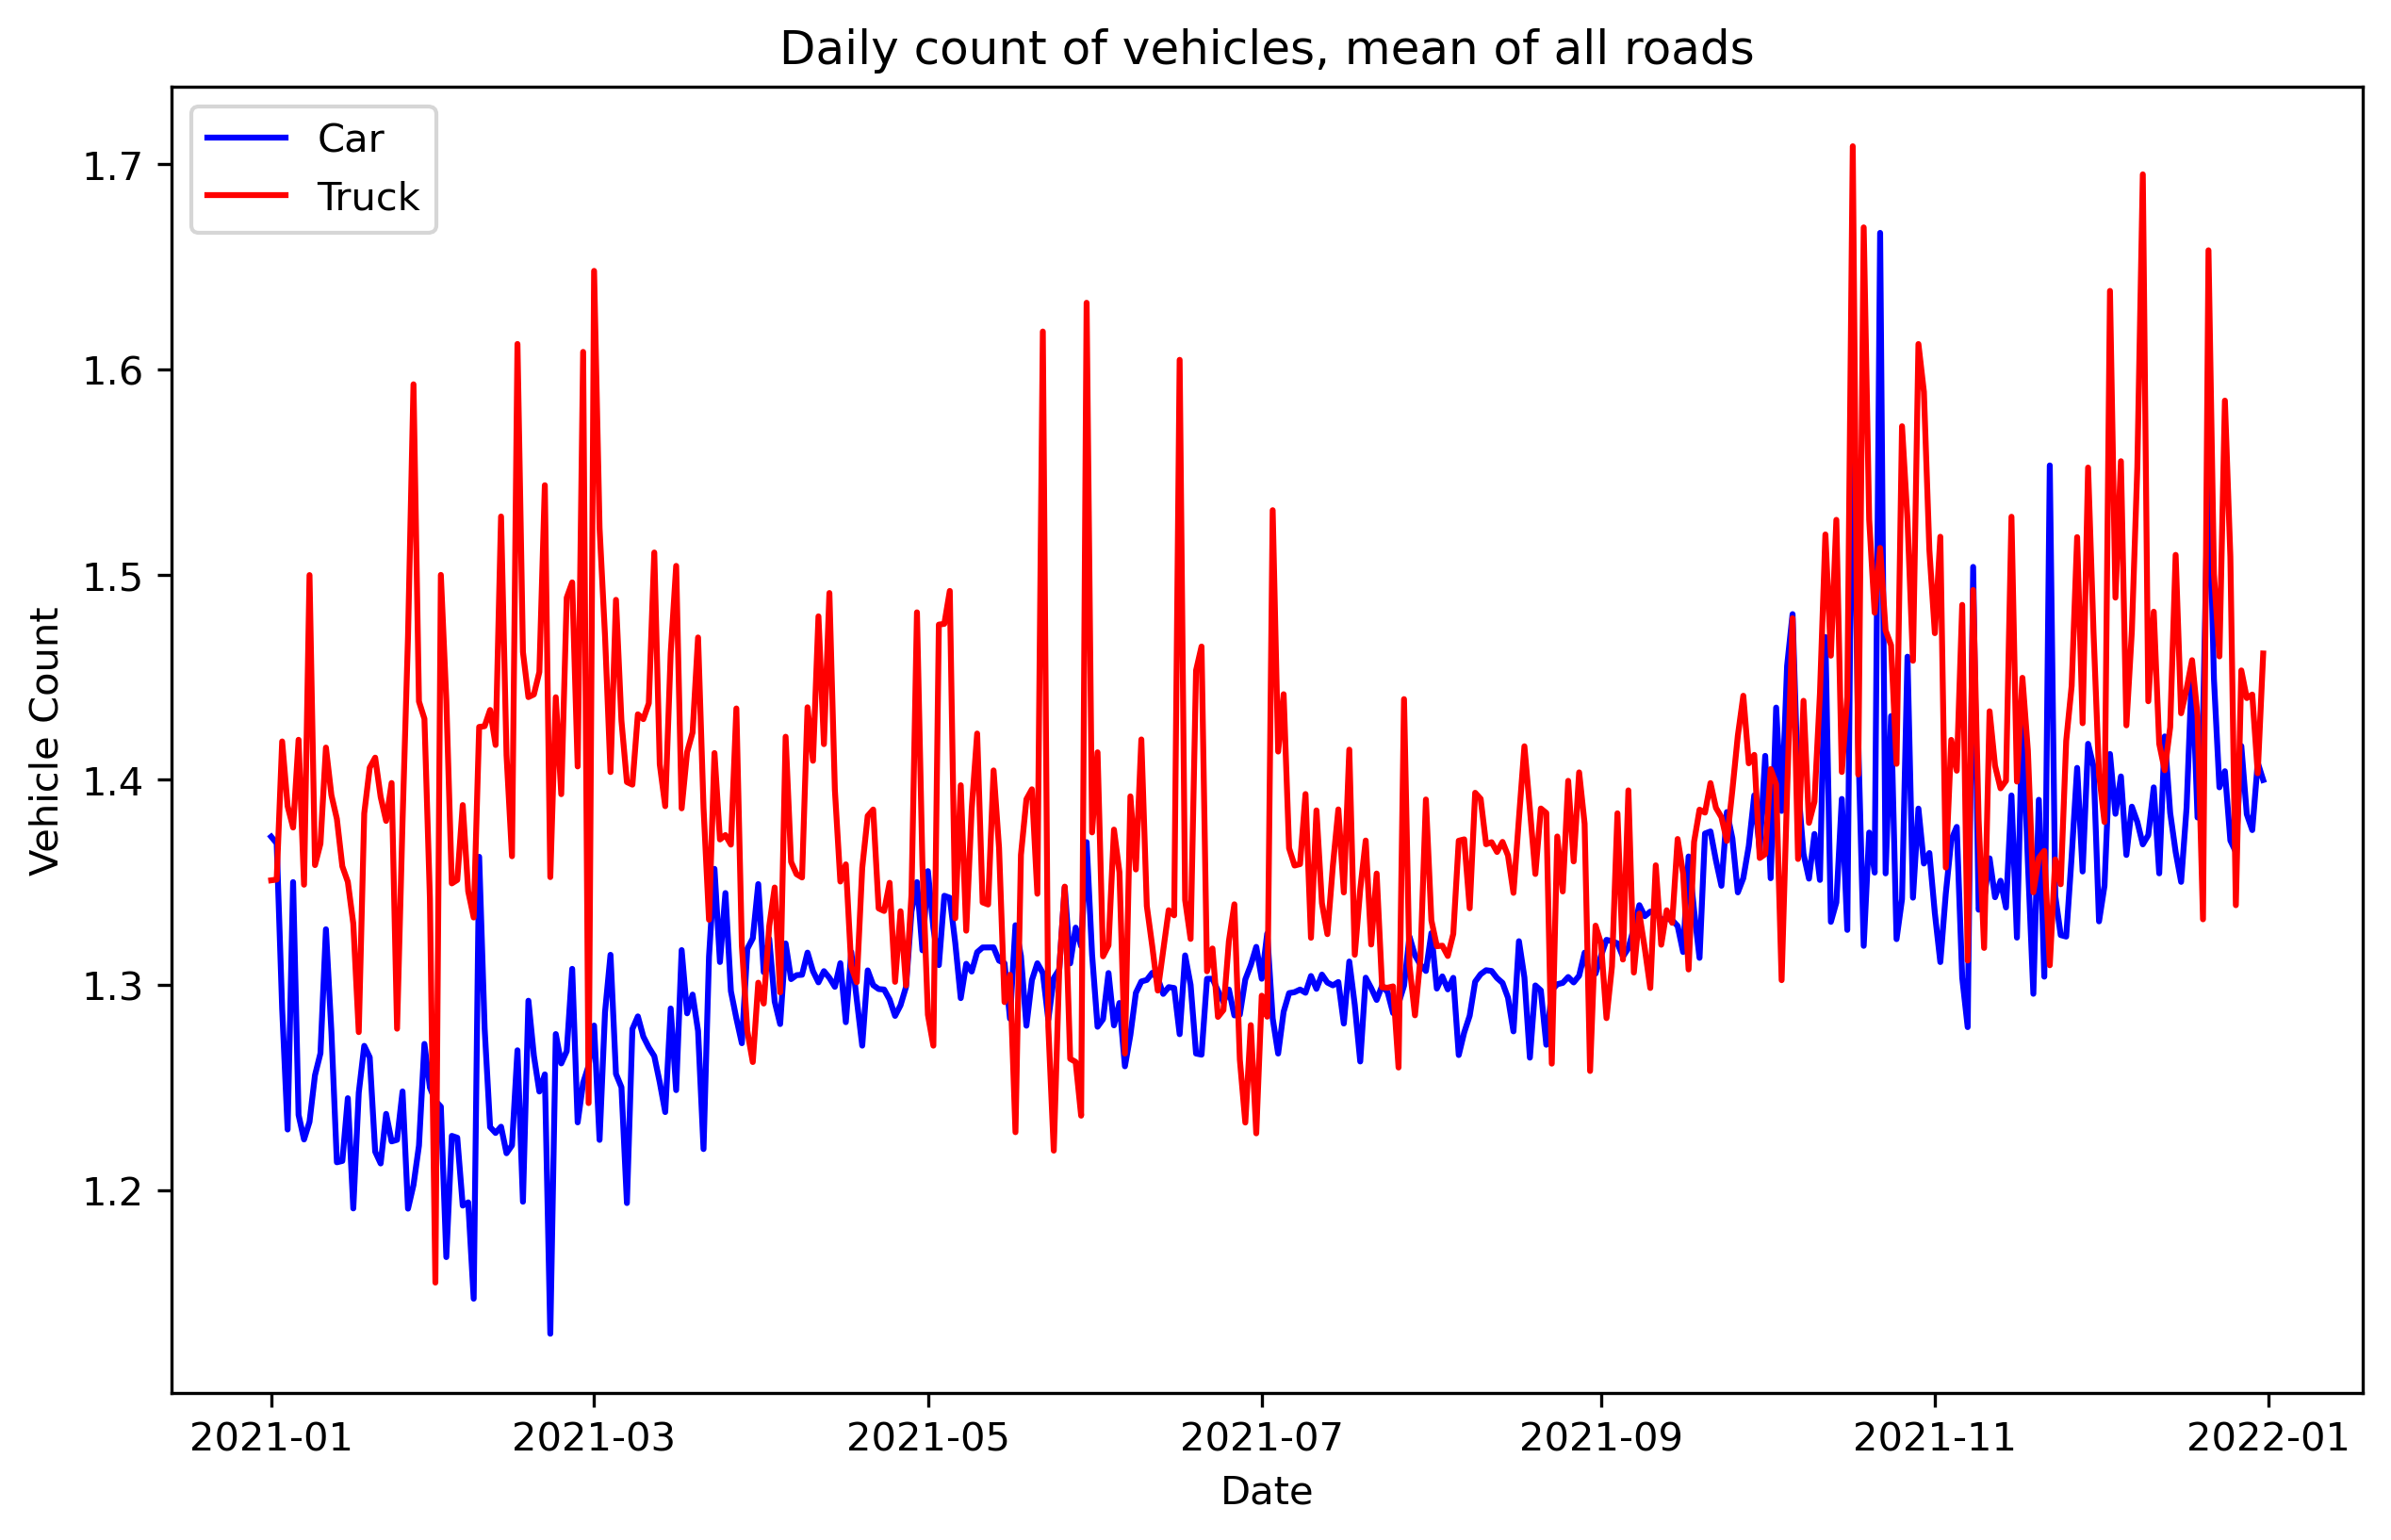 Daily count of vehicles, mean of all roads
Car
Truck
Vehicle Count
1.7
1.6
1.5
1.4
1.3
1.2
2021-01 2021-03 2021-05 2021-07 2021-09 2021-11 2022-01
Date